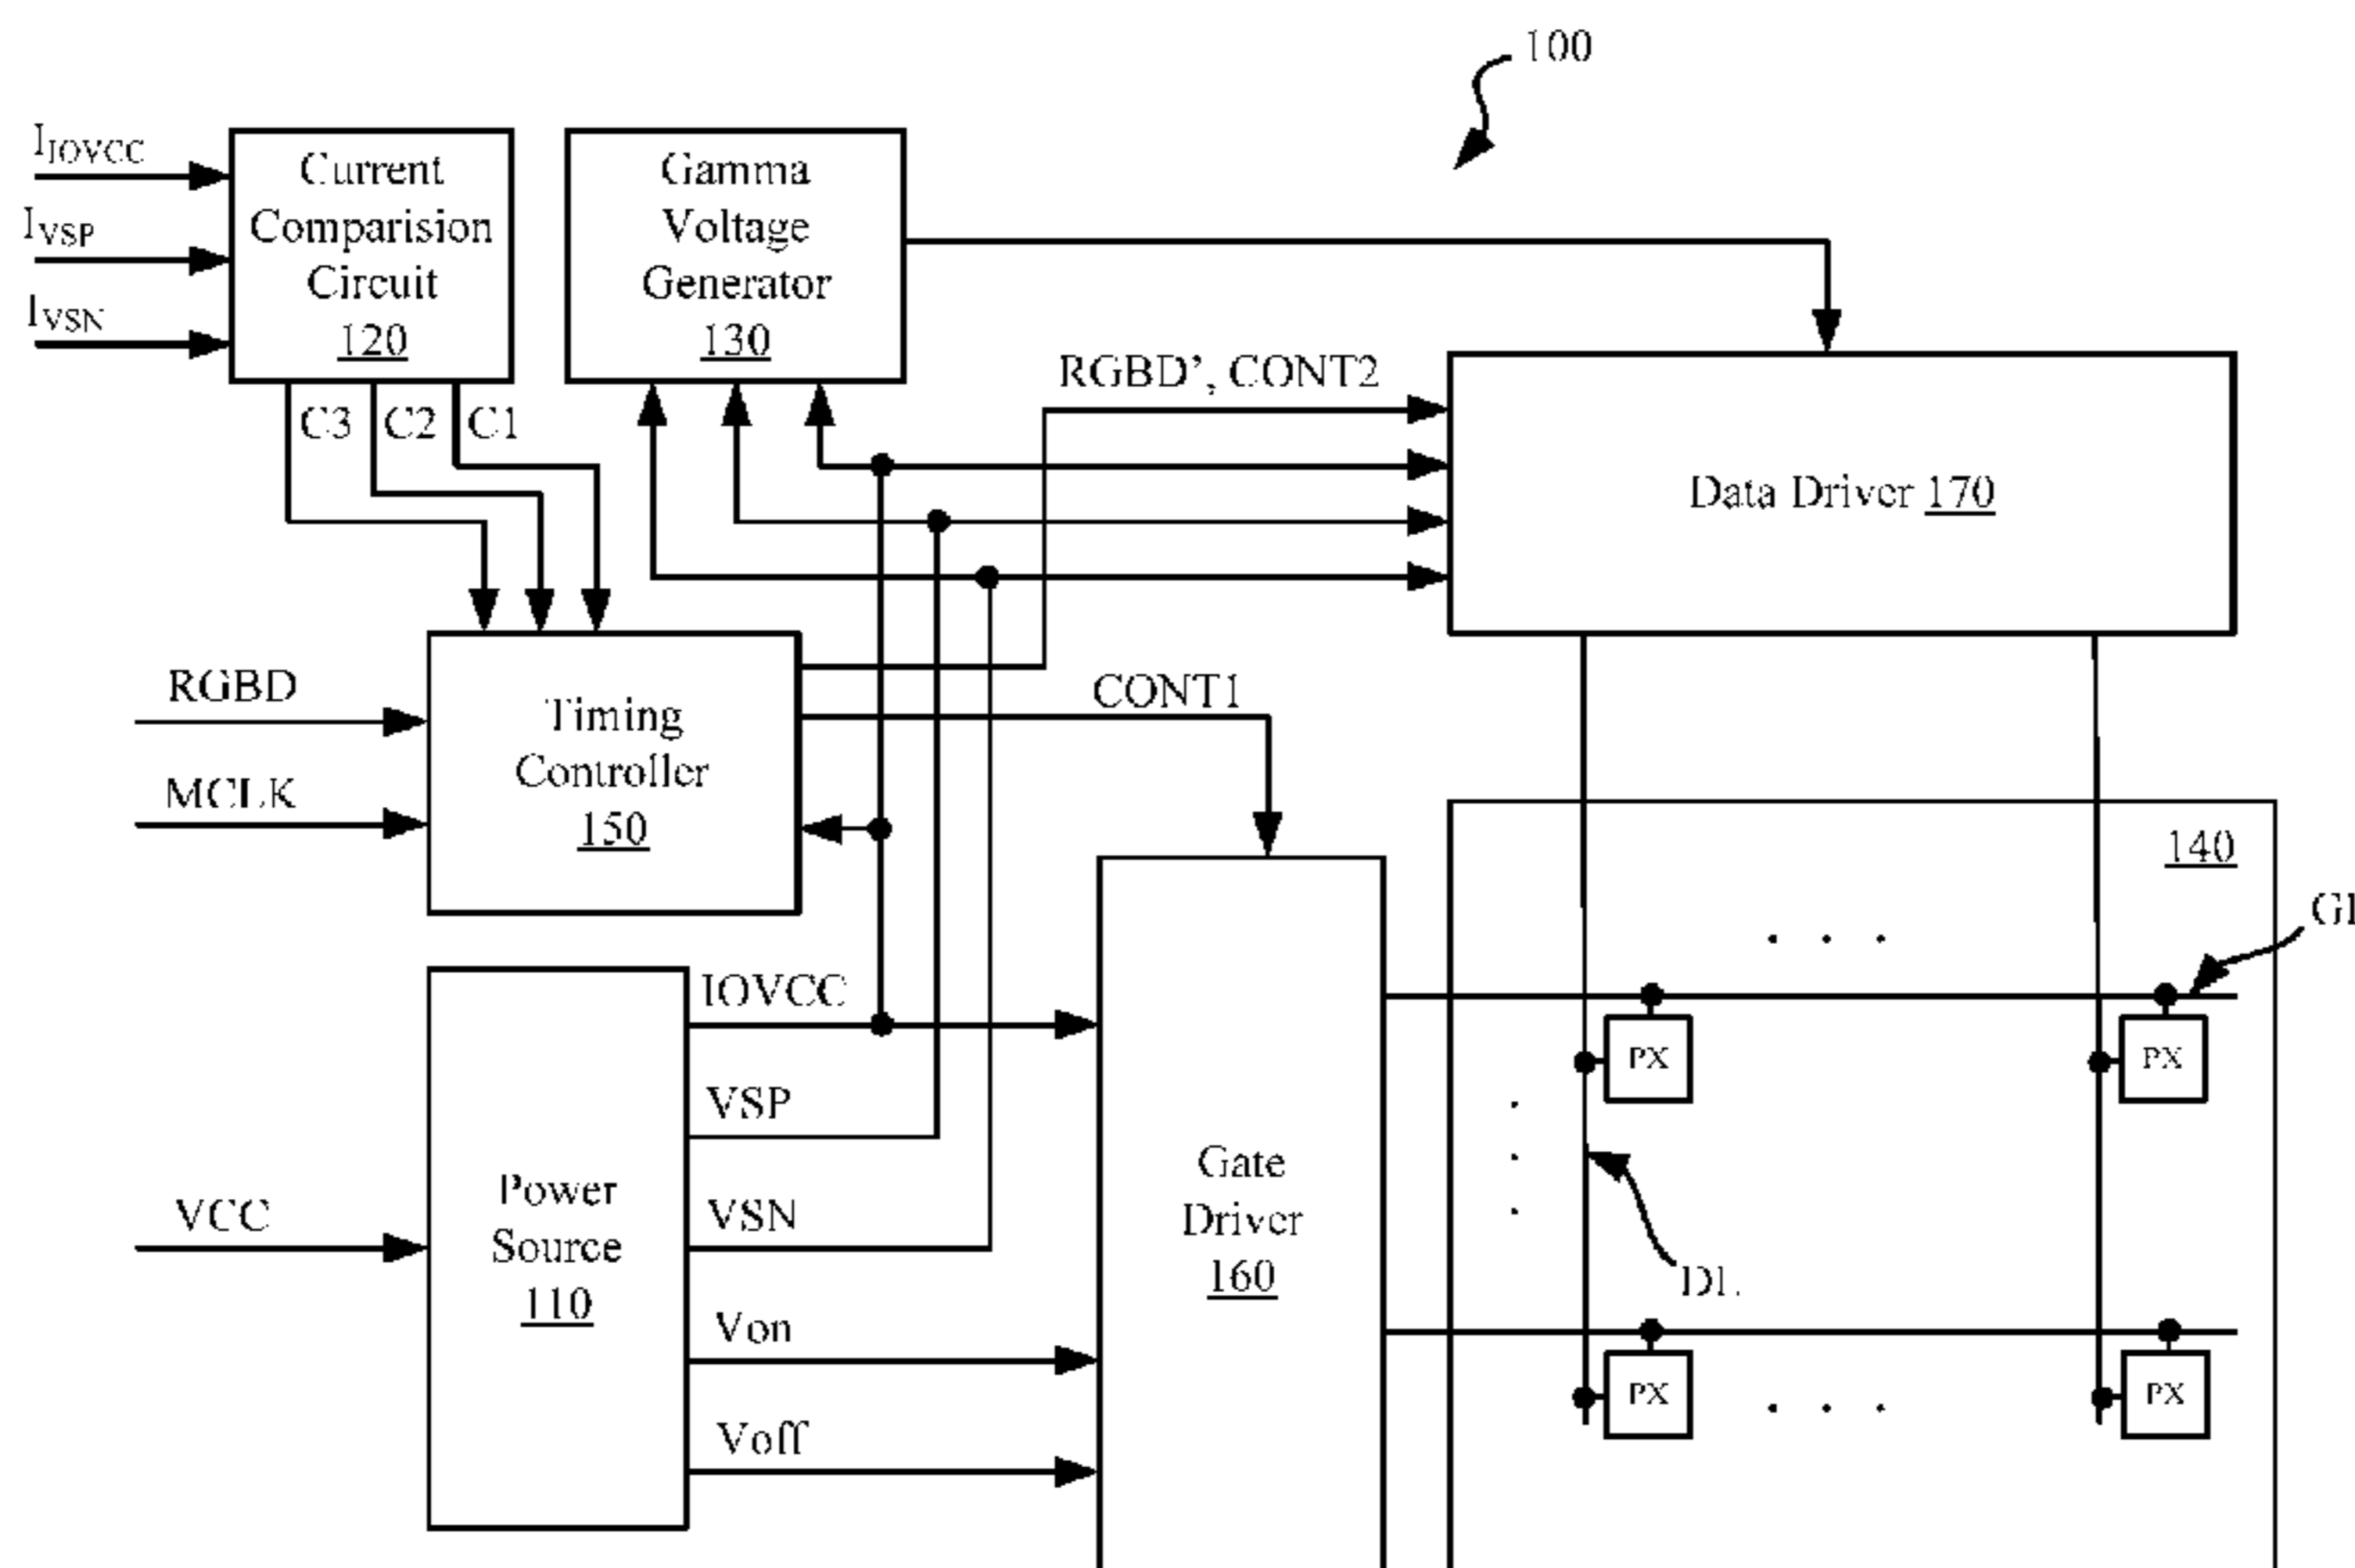 100
IIOVCC
IVSP
IVSN
Current
Comparision
Circuit
120
Gamma
Voltage
Generator
130
C3
C2
C1
RGBD', CONT2
Data Driver 170
RGBD
MCLK
Timing
Controller
150
CONT1
140
IOVCC
VSP
VSN
Von
Voff
VCC
Power
Source
110
Gate
Driver
160
PX
PX
DL
PX
PX